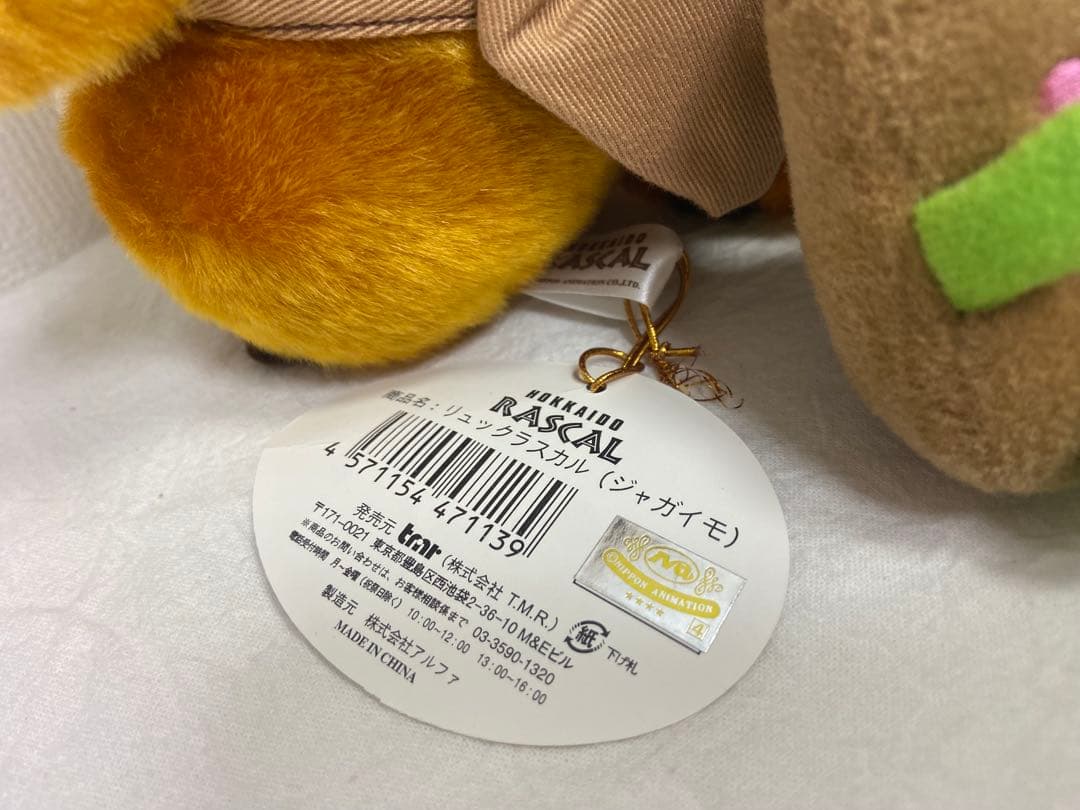 HOKKAIDO
RASCAL
HOKKAIDO
RASCAL
商品名：リュックラスカル（ジャガイモ）
4 571154 471139
発売元 tmr (株式会社 T.M.R.)
〒171-0021 東京都豊島区西池袋2-36-10 M&Eビル
※商品のお問い合わせは、お客様相談係まで 03-3590-1320
電話受付時間 月~金曜(祝祭日除く) 10:00-12:00 13:00-16:00
製造元 株式会社アルファ
MADE IN CHINA
紙 下げ札
©NIPPON ANIMATION
★★★★
4